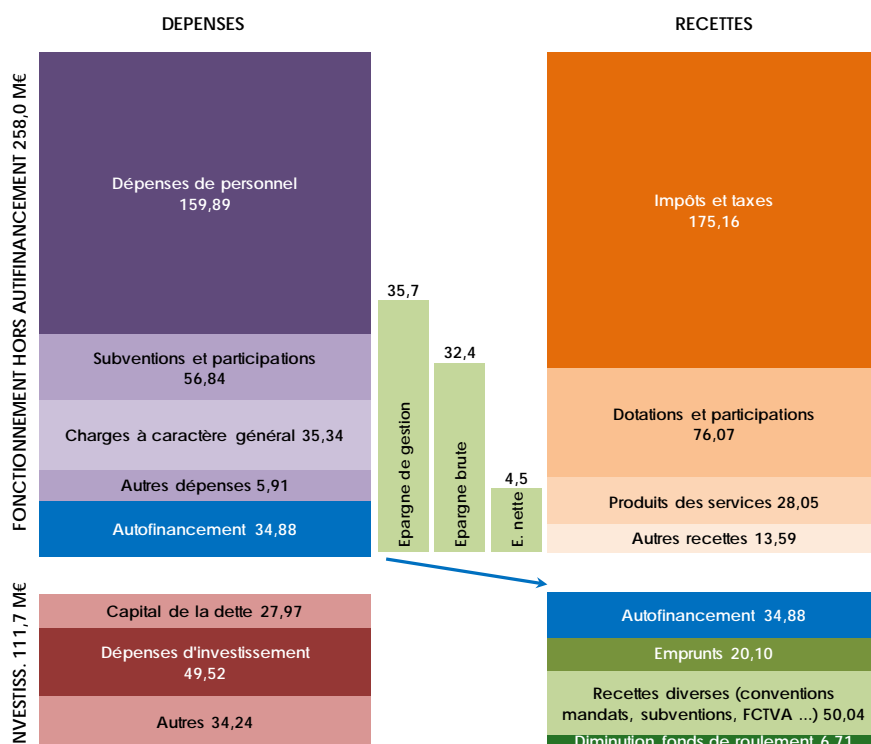 DEPENSES
RECETTES
FONCTIONNEMENT HORS AUTIFINANCEMENT 258,0 M€
Dépenses de personnel
159,89
Subventions et participations
56,84
Charges à caractère général 35,34
Autres dépenses 5,91
Autofinancement 34,88
35,7
Epargne de gestion
32,4
Epargne brute
4,5
E. nette
Impôts et taxes
175,16
Dotations et participations
76,07
Produits des services 28,05
Autres recettes 13,59
NVESTISS. 111,7 M€
Capital de la dette 27,97
Dépenses d'investissement
49,52
Autres 34,24
Autofinancement 34,88
Emprunts 20,10
Recettes diverses (conventions
mandats, subventions, FCTVA ...) 50,04
Diminution fonds de roulement 6,71